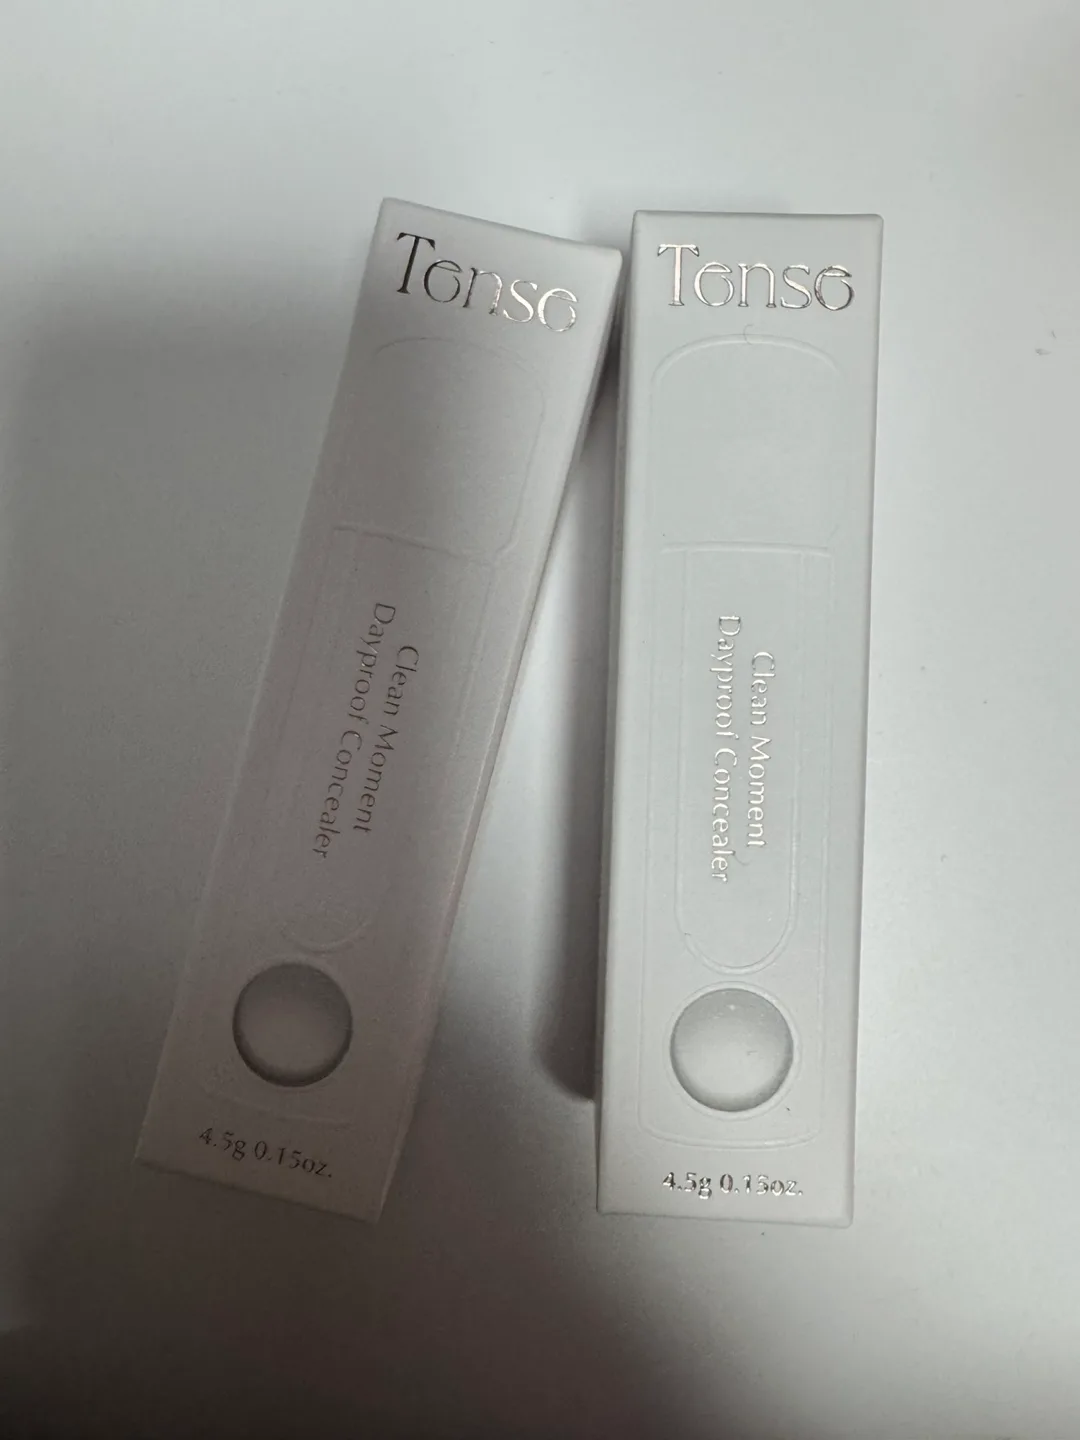 Tense
Clean Moment
Dayproof Concealer
4.5g 0.15oz.
Tense
Clean Moment
Dayproof Concealer
4.5g 0.15oz.